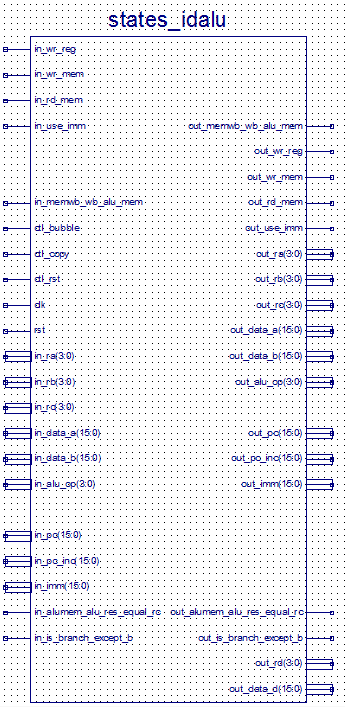 states_idalu
in_wr_reg
in_wr_mem
in_rd_mem
in_use_imm out_memwb_wb_alu_mem
out_wr_reg
out_wr_mem
in_memwb_wb_alu_mem out_rd_mem
ctl_bubble out_use_imm
ctl_copy out_ra(3:0)
ctl_rst out_rb(3:0)
clk out_rc(3:0)
rst out_data_a(15:0)
in_ra(3:0) out_data_b(15:0)
in_rb(3:0) out_alu_op(3:0)
in_rc(3:0)
in_data_a(15:0) out_pc(15:0)
in_data_b(15:0) out_pc_inc(15:0)
in_alu_op(3:0) out_imm(15:0)
in_pc(15:0)
in_pc_inc(15:0)
in_imm(15:0)
in_alumem_alu_res_equal_rc out_alumem_alu_res_equal_rc
in_is_branch_except_b out_is_branch_except_b
out_rd(3:0)
out_data_d(15:0)